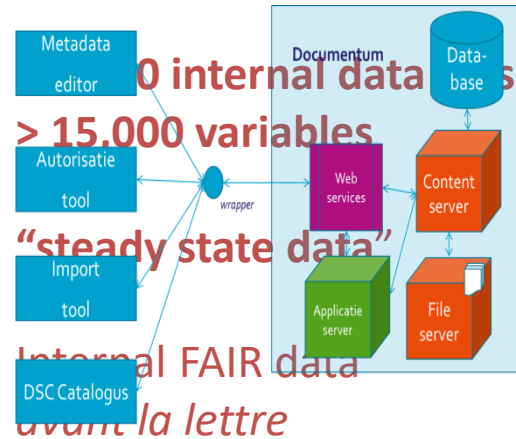 Metadata
editor
Autorisatie
tool
Import
tool
DSC Catalogus
wrapper
Documentum
Data-
base
Web
services
Content
server
Applicatie
server
File
server
0 internal data
> 15.000 variables
“steady state data”
Internal FAIR data
avant la lettre